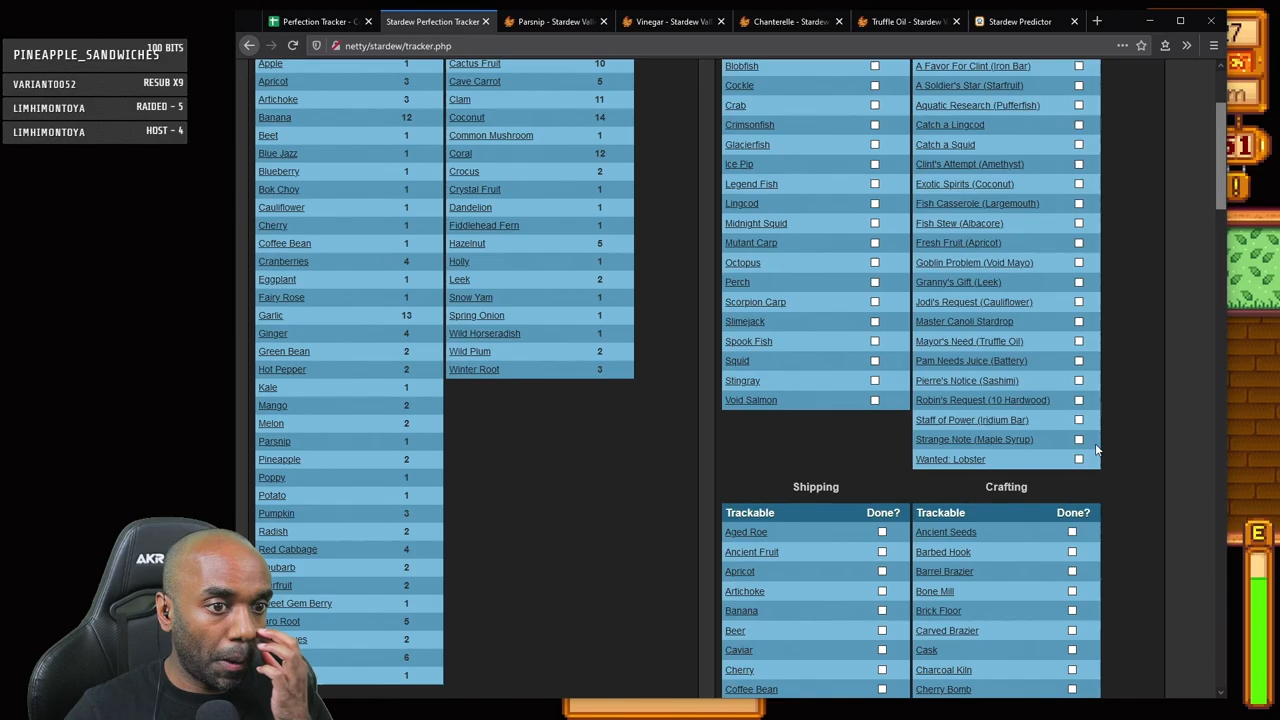 PINEAPPLE_SANDWICHES 100 BITS
VARIANT0052 RESUB X9
LIMHIMONTOYA RAIDED - 5
LIMHIMONTOYA HOST - 4
Perfection Tracker - C
Stewdrew Perfection Tracker
Parsnip - Stardew Vall
Vinegar - Stardew Vall
Chanterelle - Stardew
Truffle Oil - Stardew V
Stardew Predictor
netty/stardew/tracker.php
Apple 1
Apricot 3
Artichoke 3
Banana 12
Beet 1
Blue Jazz 1
Blueberry 1
Bok Choy 1
Cauliflower 1
Cherry 1
Coffee Bean 1
Cranberries 4
Eggplant 1
Fairy Rose 1
Garlic 13
Ginger 4
Green Bean 2
Hot Pepper 2
Kale 1
Mango 2
Melon 2
Parsnip 1
Pineapple 2
Poppy 1
Potato 1
Pumpkin 3
Radish 1
Red Cabbage 4
hubarb 2
arfruit 2
weet Gem Berry 1
aro Root 5
es 2
6
1
Cactus Fruit 10
Cave Carrot 5
Clam 11
Coconut 14
Common Mushroom 1
Coral 12
Crocus 2
Crystal Fruit 1
Dandelion 1
Fiddlehead Fern 1
Hazelnut 5
Holly 1
Leek 2
Snow Yam 1
Spring Onion 1
Wild Horseradish 1
Wild Plum 2
Winter Root 3
Blobfish
Cockle
Crab
Crimsonfish
Glacierfish
Ice Pip
Legend Fish
Lingcod
Midnight Squid
Mutant Carp
Octopus
Perch
Scorpion Carp
Slimejack
Spook Fish
Squid
Stingray
Void Salmon
A Favor For Clint (Iron Bar)
A Soldier's Star (Starfruit)
Aquatic Research (Pufferfish)
Catch a Lingcod
Catch a Squid
Clint's Attempt (Amethyst)
Exotic Spirits (Coconut)
Fish Casserole (Largemouth)
Fish Stew (Albacore)
Fresh Fruit (Apricot)
Goblin Problem (Void Mayo)
Granny's Gift (Leek)
Jodi's Request (Cauliflower)
Master Canoli Stardrop
Mayor's Need (Truffle Oil)
Pam Needs Juice (Battery)
Pierre's Notice (Sashimi)
Robin's Request (10 Hardwood)
Staff of Power (Iridium Bar)
Strange Note (Maple Syrup)
Wanted: Lobster
Shipping
Trackable Done?
Aged Roe
Ancient Fruit
Apricot
Artichoke
Banana
Beer
Caviar
Cherry
Coffee Bean
Crafting
Trackable Done?
Ancient Seeds
Barbed Hook
Barrel Brazier
Bone Mill
Brick Floor
Carved Brazier
Cask
Charcoal Kiln
Cherry Bomb
AKR
E